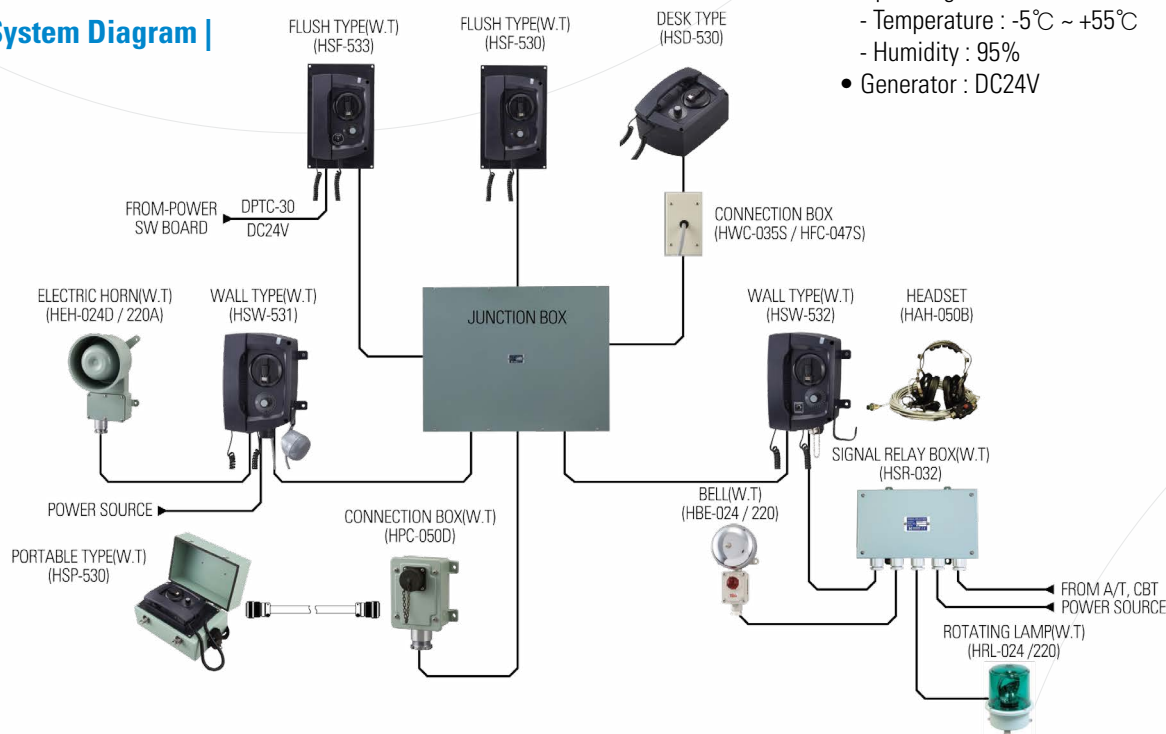 System Diagram |
- Temperature : -5℃ ~ +55℃
- Humidity : 95%
• Generator : DC24V
FLUSH TYPE(W.T)
(HSF-533)
FLUSH TYPE(W.T)
(HSF-530)
DESK TYPE
(HSD-530)
FROM-POWER
SW BOARD
DPTC-30
DC24V
CONNECTION BOX
(HWC-035S / HFC-047S)
ELECTRIC HORN(W.T)
(HEH-024D / 220A)
WALL TYPE(W.T)
(HSW-531)
JUNCTION BOX
WALL TYPE(W.T)
(HSW-532)
HEADSET
(HAH-050B)
SIGNAL RELAY BOX(W.T)
(HSR-032)
POWER SOURCE
BELL(W.T)
(HBE-024 / 220)
CONNECTION BOX(W.T)
(HPC-050D)
PORTABLE TYPE(W.T)
(HSP-530)
FROM A/T, CBT
POWER SOURCE
ROTATING LAMP(W.T)
(HRL-024 /220)